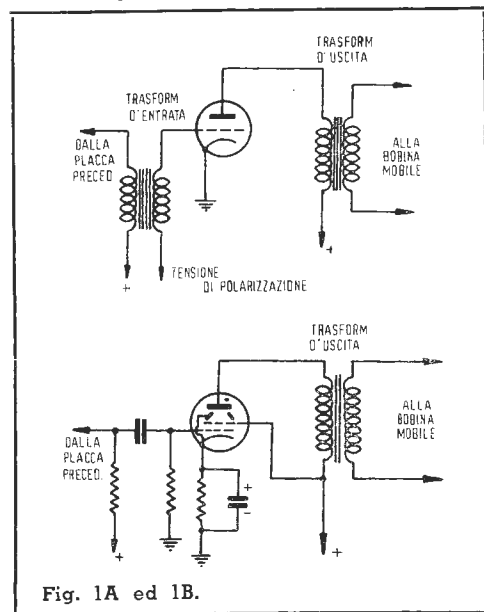 TRASFORM
D'USCITA
TRASFORM
D'ENTRATA
DALLA
PLACCA
PRECED
ALLA
BOBINA
MOBILE
+
TENSIONE
DI POLARIZZAZIONE
+
TRASFORM
D'USCITA
DALLA
PLACCA
PRECED.
ALLA
BOBINA
MOBILE
+
-
+
+
Fig. 1A ed 1B.